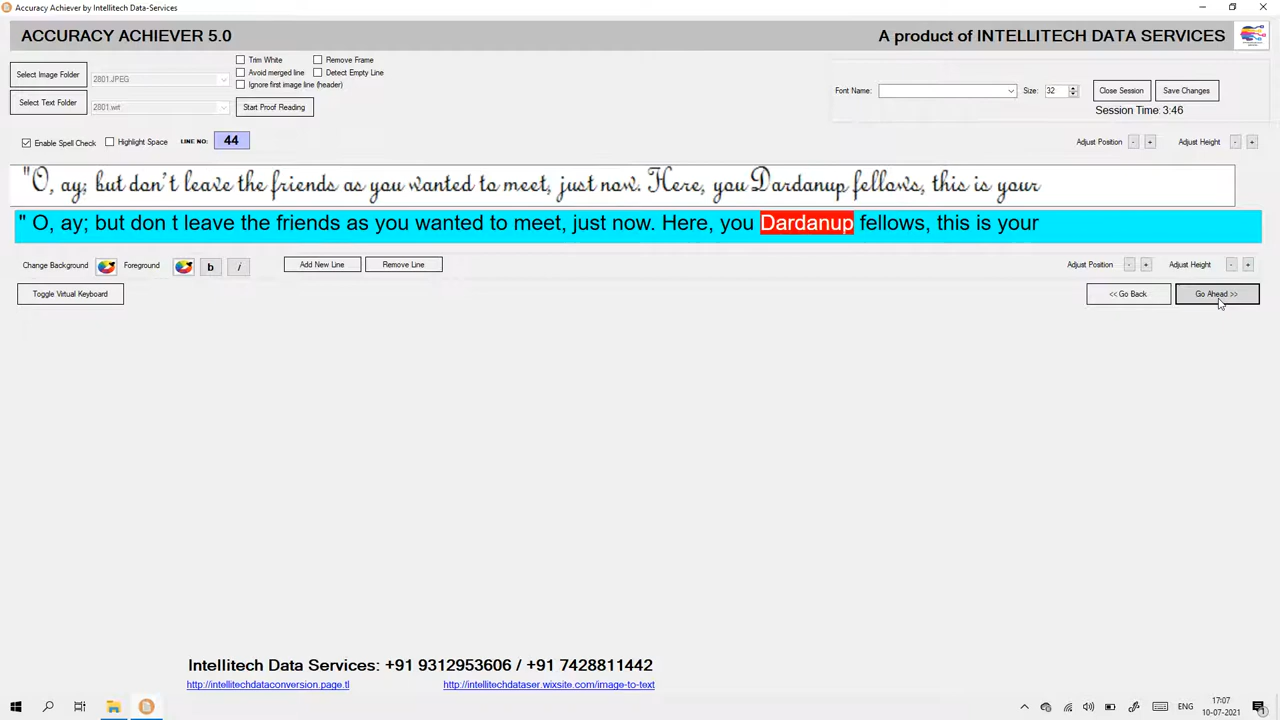 Accuracy Achiever by Intellitech Data-Services
ACCURACY ACHIEVER 5.0
A product of INTELLITECH DATA SERVICES
Select Image Folder
2801.JPEG
Trim White
Remove Frame
Avoid merged line
Detect Empty Line
Ignore first image line (header)
Select Text Folder
2801.wrt
Start Proof Reading
Font Name:
Size: 32
Close Session
Save Changes
Session Time: 3:46
Enable Spell Check
Highlight Space
LINE NO: 44
Adjust Position - +
Adjust Height - +
"O, ay; but don't leave the friends as you wanted to meet, just now. Here, you Dardanup fellows, this is your
" O, ay; but don t leave the friends as you wanted to meet, just now. Here, you Dardanup fellows, this is your
Change Background
Foreground
b
i
Add New Line
Remove Line
Adjust Position - +
Adjust Height - +
Toggle Virtual Keyboard
<< Go Back
Go Ahead >>
Intellitech Data Services: +91 9312953606 / +91 7428811442
http://intellitechdataconversion.page.tl
http://intellitechdataser.wixsite.com/image-to-text
ENG
17:07
10-07-2021